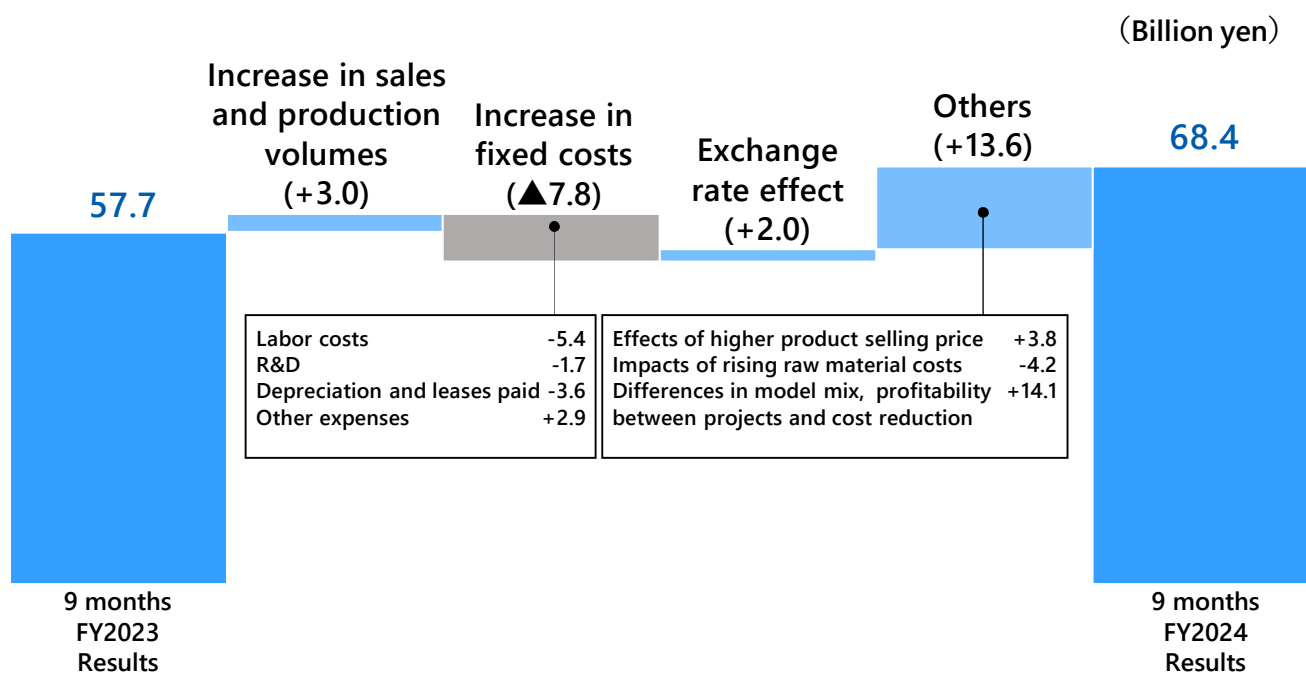 （Billion yen）
Increase in sales
and production
volumes
(+3.0)
Increase in
fixed costs
(▲7.8)
Exchange
rate effect
(+2.0)
Others
(+13.6)
57.7
68.4
Labor costs -5.4
R&D -1.7
Depreciation and leases paid -3.6
Other expenses +2.9
Effects of higher product selling price +3.8
Impacts of rising raw material costs -4.2
Differences in model mix, profitability +14.1
between projects and cost reduction
9 months
FY2023
Results
9 months
FY2024
Results